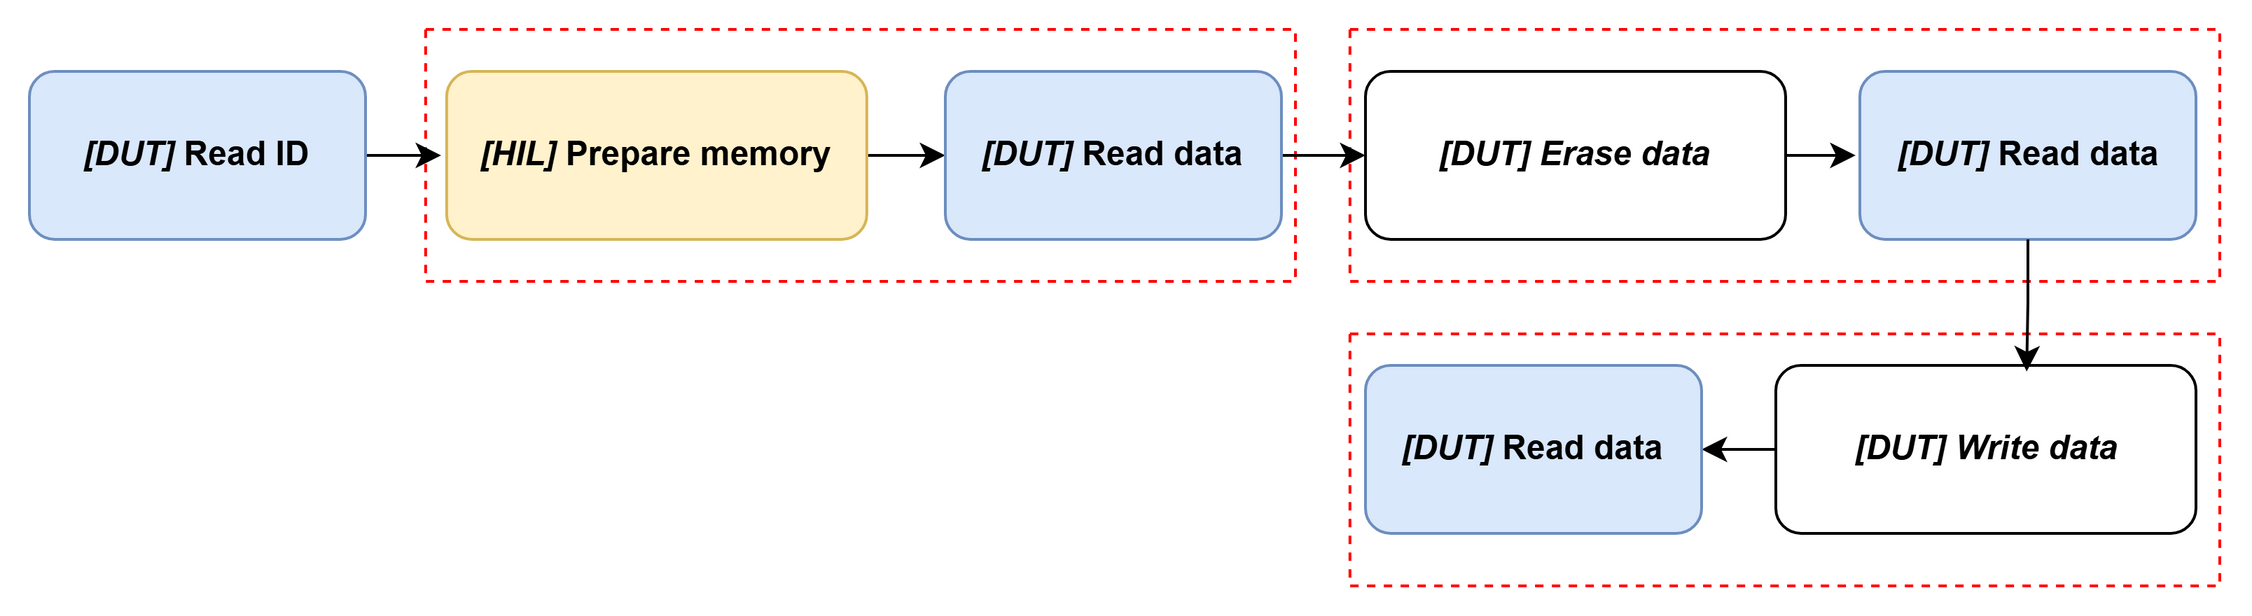 [DUT] Read ID
[HIL] Prepare memory
[DUT] Read data
[DUT] Erase data
[DUT] Read data
[DUT] Write data
[DUT] Read data